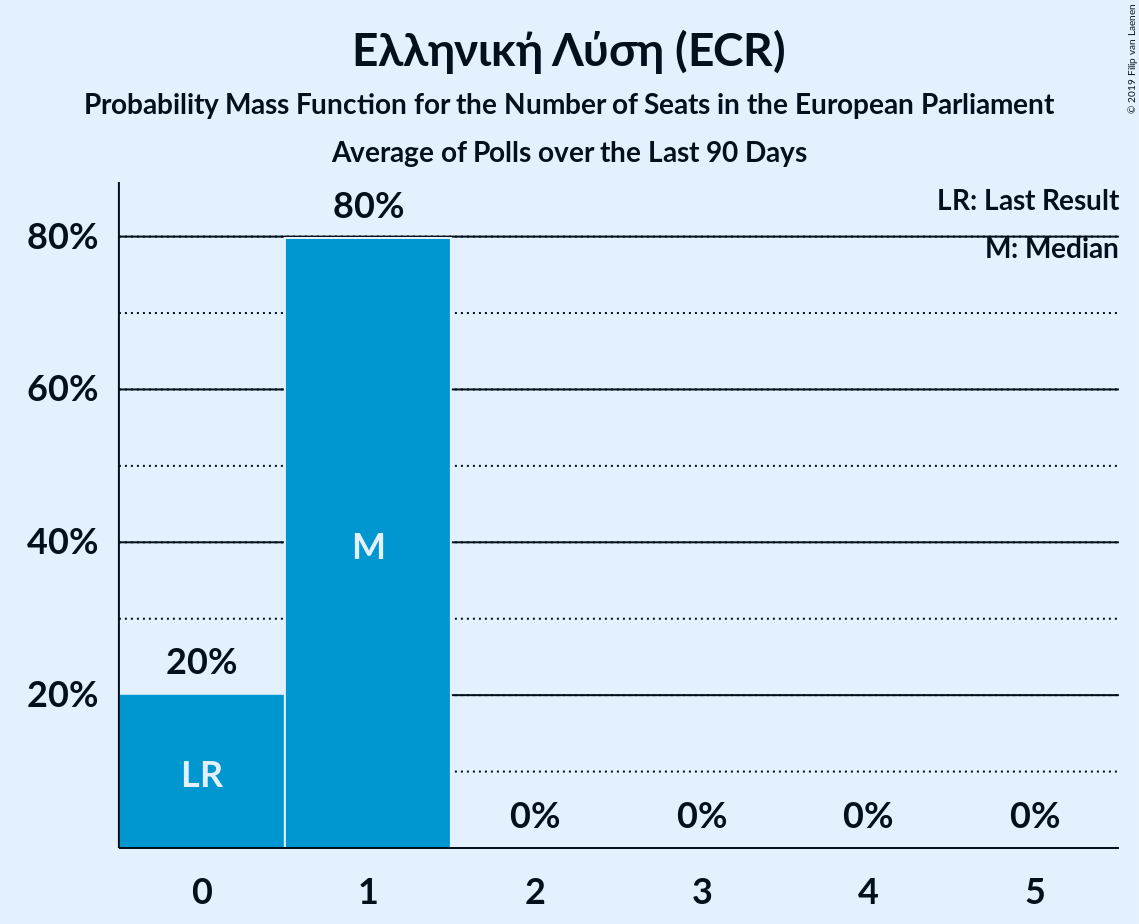 Ελληνική Λύση (ECR)
Probability Mass Function for the Number of Seats in the European Parliament
Average of Polls over the Last 90 Days
© 2019 Filip van Laenen
LR: Last Result
M: Median
80%
60%
40%
20%
20%
80%
0%
0%
0%
0%
LR
M
0
1
2
3
4
5